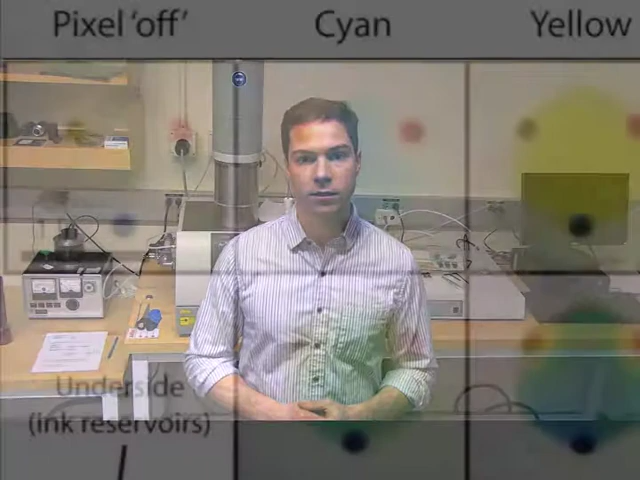 Pixel 'off'
Cyan
Yellow
Underside
(ink reservoirs)